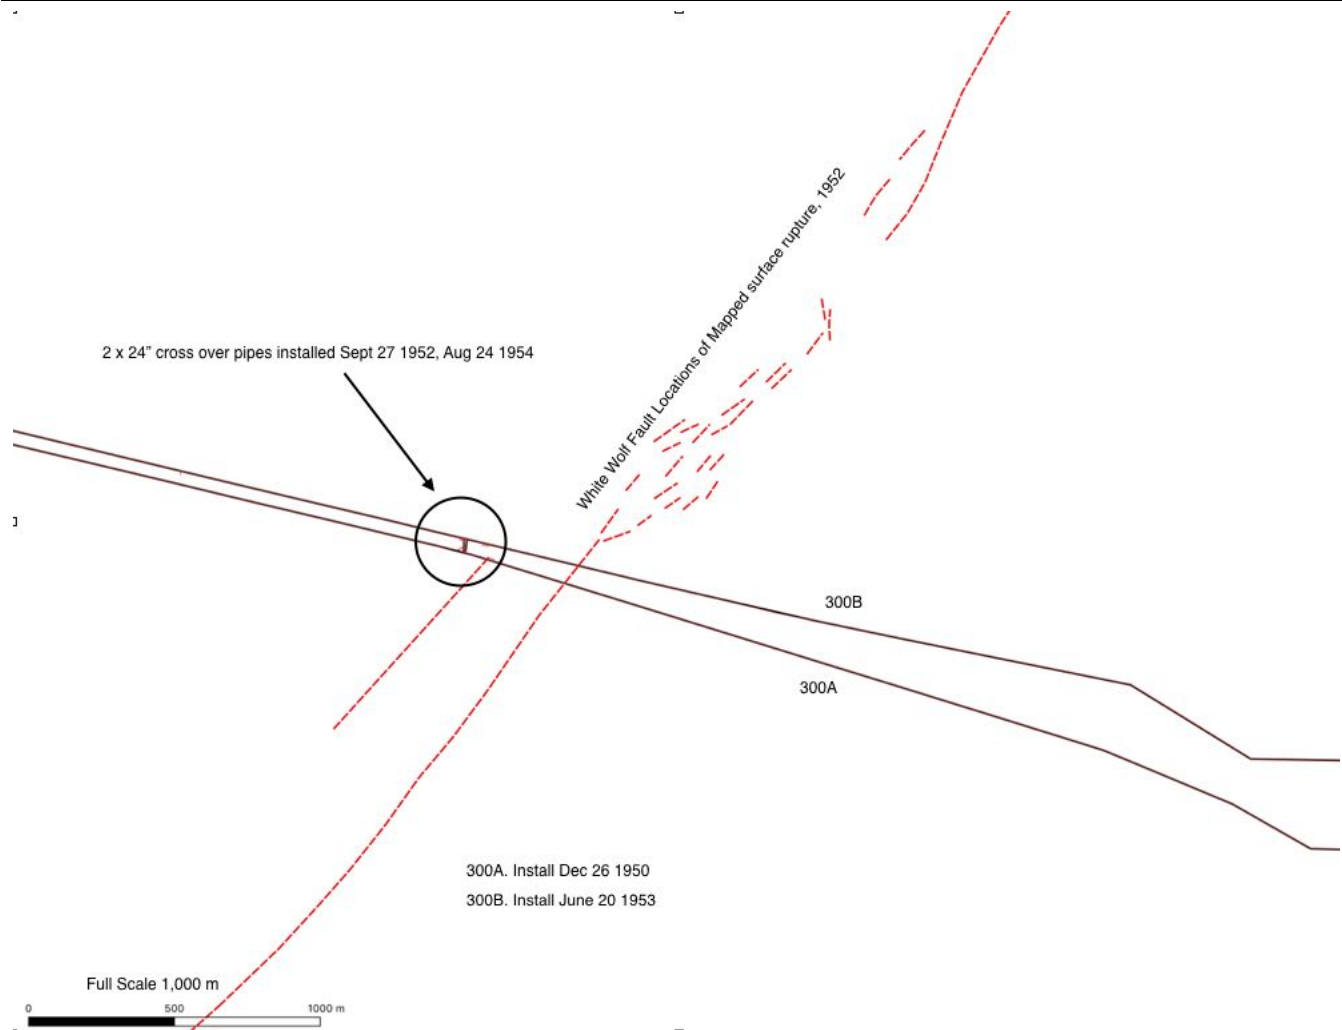 White Wolf Fault Locations of Mapped surface rupture, 1952
2 x 24” cross over pipes installed Sept 27 1952, Aug 24 1954
300B
300A
300A. Install Dec 26 1950
300B. Install June 20 1953
Full Scale 1,000 m
0 500 1000 m